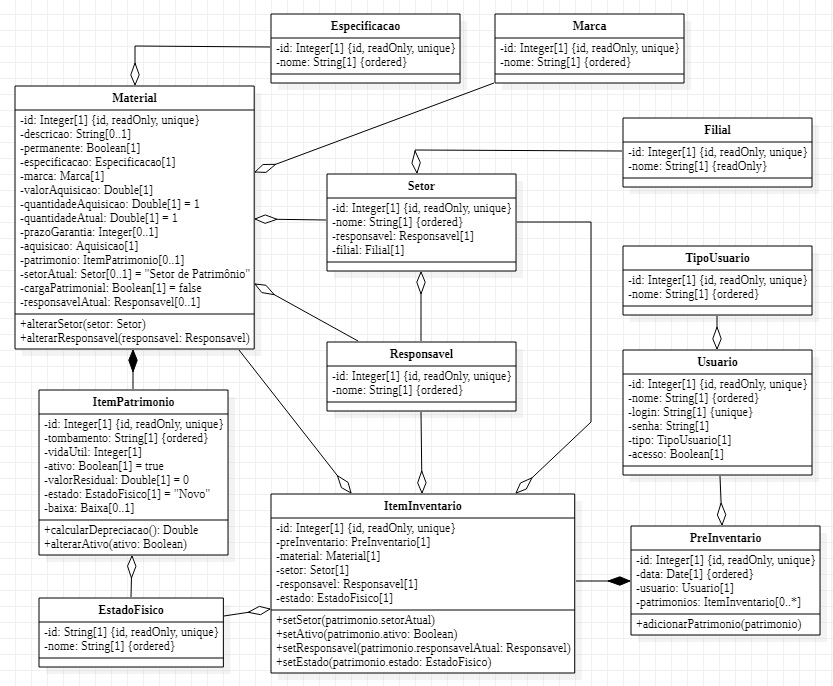 Especificacao
-id: Integer[1] {id, readOnly, unique}
-nome: String[1] {ordered}
Marca
-id: Integer[1] {id, readOnly, unique}
-nome: String[1] {ordered}
Material
-id: Integer[1] {id, readOnly, unique}
-descricao: String[0..1]
-permanente: Boolean[1]
-especificacao: Especificacao[1]
-marca: Marca[1]
-valorAquisicao: Double[1]
-quantidadeAquisicao: Double[1] = 1
-quantidadeAtual: Double[1] = 1
-prazoGarantia: Integer[0..1]
-aquisicao: Aquisicao[1]
-patrimonio: ItemPatrimonio[0..1]
-setorAtual: Setor[0..1] = "Setor de Patrimônio"
-cargaPatrimonial: Boolean[1] = false
-responsavelAtual: Responsavel[0..1]
+alterarSetor(setor: Setor)
+alterarResponsavel(responsavel: Responsavel)
Filial
-id: Integer[1] {id, readOnly, unique}
-nome: String[1] {readOnly}
Setor
-id: Integer[1] {id, readOnly, unique}
-nome: String[1] {ordered}
-responsavel: Responsavel[1]
-filial: Filial[1]
TipoUsuario
-id: Integer[1] {id, readOnly, unique}
-nome: String[1] {ordered}
Responsavel
-id: Integer[1] {id, readOnly, unique}
-nome: String[1] {ordered}
Usuario
-id: Integer[1] {id, readOnly, unique}
-nome: String[1] {ordered}
-login: String[1] {unique}
-senha: String[1]
-tipo: TipoUsuario[1]
-acesso: Boolean[1]
ItemPatrimonio
-id: Integer[1] {id, readOnly, unique}
-tombamento: String[1] {ordered}
-vidaUtil: Integer[1]
-ativo: Boolean[1] = true
-valorResidual: Double[1] = 0
-estado: EstadoFisico[1] = "Novo"
-baixa: Baixa[0..1]
+calcularDepreciacao(): Double
+alterarAtivo(ativo: Boolean)
ItemInventario
-id: Integer[1] {id, readOnly, unique}
-preInventario: PreInventario[1]
-material: Material[1]
-setor: Setor[1]
-responsavel: Responsavel[1]
-estado: EstadoFisico[1]
+setSetor(patrimonio.setorAtual)
+setAtivo(patrimonio.ativo: Boolean)
+setResponsavel(patrimonio.responsavelAtual: Responsavel)
+setEstado(patrimonio.estado: EstadoFisico)
PreInventario
-id: Integer[1] {id, readOnly, unique}
-data: Date[1] {ordered}
-usuario: Usuario[1]
-patrimonios: ItemInventario[0..*]
+adicionarPatrimonio(patrimonio)
EstadoFisico
-id: String[1] {id, readOnly, unique}
-nome: String[1] {ordered}